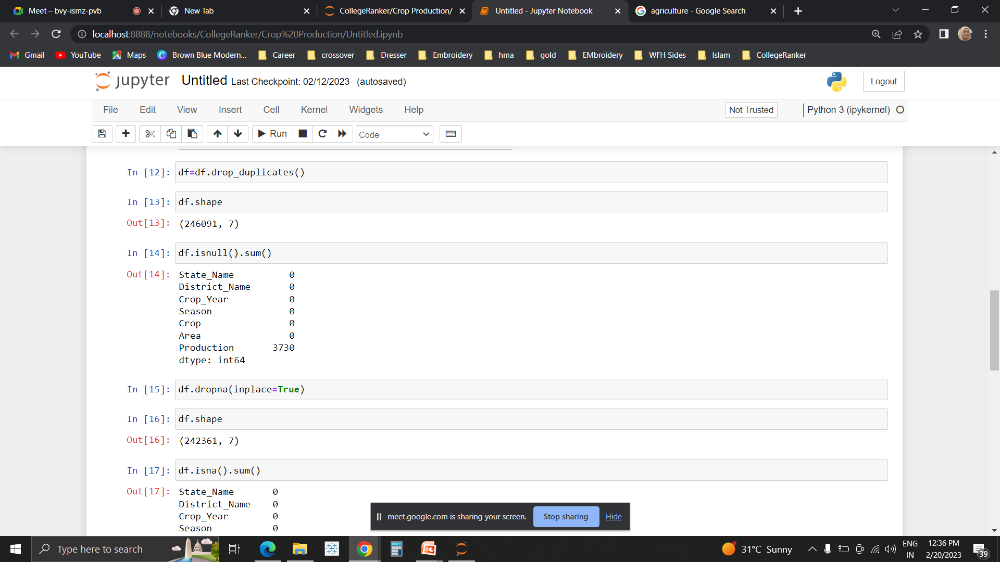 Meet – bvy-ismz-pvb
New Tab
CollegeRanker/Crop Production/
Untitled - Jupyter Notebook
agriculture - Google Search
localhost:8888/notebooks/CollegeRanker/Crop%20Production/Untitled.ipynb
Gmail
YouTube
Maps
Brown Blue Modern...
Career
crossover
Dresser
Embroidery
hma
gold
EMbroidery
WFH Sides
Islam
CollegeRanker
jupyter
Untitled Last Checkpoint: 02/12/2023 (autosaved)
Logout
File Edit View Insert Cell Kernel Widgets Help
Not Trusted
Python 3 (ipykernel)
Run
Code
In [12]: df=df.drop_duplicates()
In [13]: df.shape
Out[13]: (246091, 7)
In [14]: df.isnull().sum()
Out[14]: State_Name 0
District_Name 0
Crop_Year 0
Season 0
Crop 0
Area 0
Production 3730
dtype: int64
In [15]: df.dropna(inplace=True)
In [16]: df.shape
Out[16]: (242361, 7)
In [17]: df.isna().sum()
Out[17]: State_Name 0
District_Name 0
Crop_Year 0
Season 0
meet.google.com is sharing your screen.
Stop sharing
Hide
Type here to search
31°C Sunny
ENG
IN
12:36 PM
2/20/2023
39